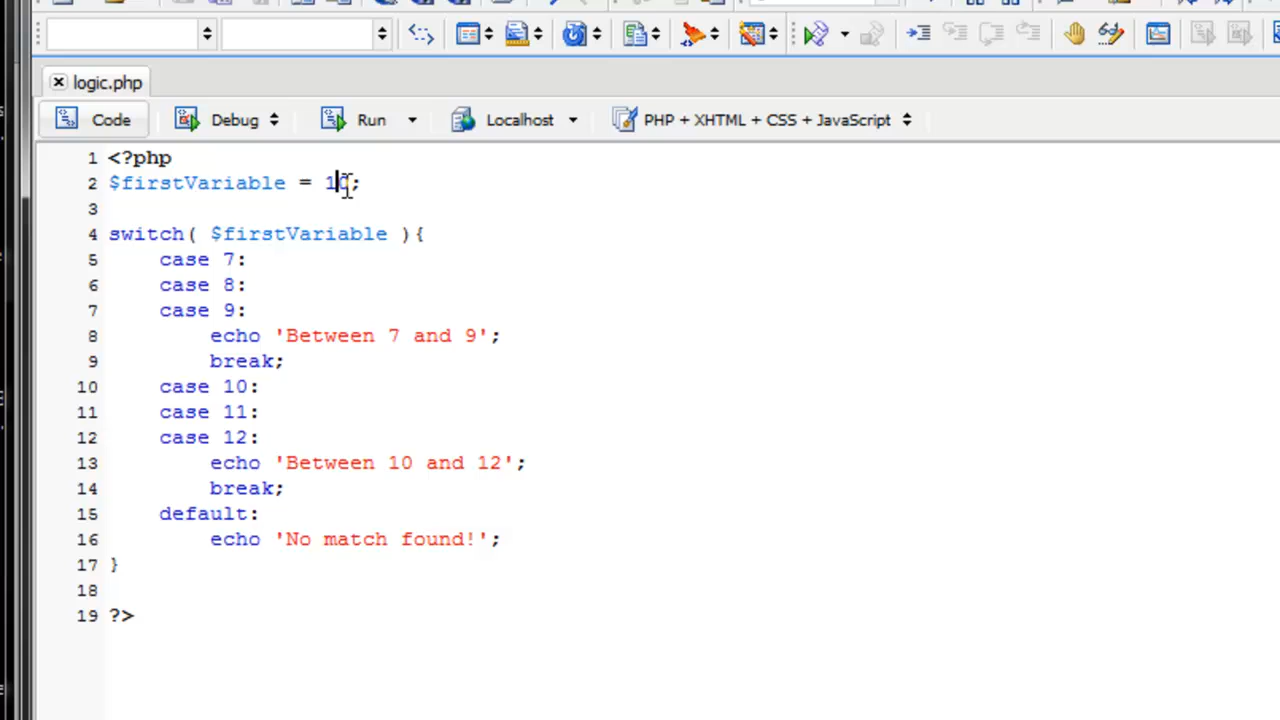 logic.php
Code Debug Run Localhost PHP + XHTML + CSS + JavaScript
1 <?php
2 $firstVariable = 10;
3
4 switch( $firstVariable ){
5 case 7:
6 case 8:
7 case 9:
8 echo 'Between 7 and 9';
9 break;
10 case 10:
11 case 11:
12 case 12:
13 echo 'Between 10 and 12';
14 break;
15 default:
16 echo 'No match found!';
17 }
18
19 ?>